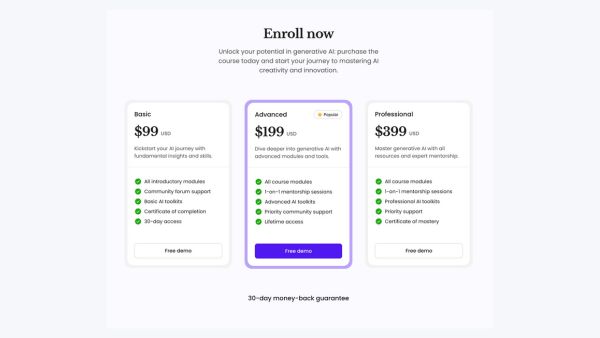 Enroll now
Unlock your potential in generative AI: purchase the
course today and start your journey to mastering AI
creativity and innovation.
Basic
$99 USD
Kickstart your AI journey with
fundamental insights and skills.
All introductory modules
Community forum support
Basic AI toolkits
Certificate of completion
30-day access
Free demo
Advanced
Popular
$199 USD
Dive deeper into generative AI with
advanced modules and tools.
All course modules
1-on-1 mentorship sessions
Advanced AI toolkits
Priority community support
Lifetime access
Free demo
Professional
$399 USD
Master generative AI with all
resources and expert mentorship.
All course modules
1-on-1 mentorship sessions
Professional AI toolkits
Priority support
Certificate of mastery
Free demo
30-day money-back guarantee